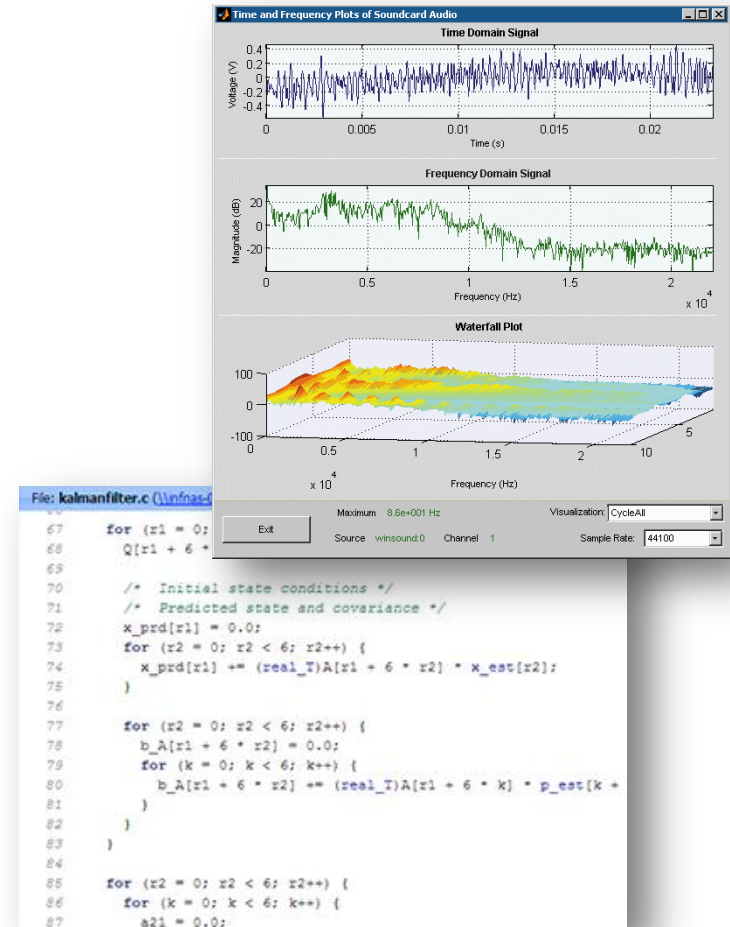 Time and Frequency Plots of Soundcard Audio
Time Domain Signal
Voltage (V)
0.4
0.2
0
-0.2
-0.4
0 0.005 0.01 0.015 0.02
Time (s)
Frequency Domain Signal
Magnitude (dB)
20
0
-20
0 0.5 1 1.5 2
Frequency (Hz)
x 10^4
Waterfall Plot
100
0
-100
0 0.5 1 1.5 2 10 5
x 10^4
Frequency (Hz)
Maximum 8.6e+001 Hz Visualization: CycleAll
Exit
Source winsound:0 Channel 1 Sample Rate: 44100
File: kalmanfilter.c (\\infnas-
67 for (r1 = 0;
68 Q[r1 + 6 *
69
70 /* Initial state conditions */
71 /* Predicted state and covariance */
72 x_prd[r1] = 0.0;
73 for (r2 = 0; r2 < 6; r2++) {
74 x_prd[r1] += (real_T)A[r1 + 6 * r2] * x_est[r2];
75 }
76
77 for (r2 = 0; r2 < 6; r2++) {
78 b_A[r1 + 6 * r2] = 0.0;
79 for (k = 0; k < 6; k++) {
80 b_A[r1 + 6 * r2] += (real_T)A[r1 + 6 * k] * p_est[k +
81 }
82 }
83 }
84
85 for (r2 = 0; r2 < 6; r2++) {
86 for (k = 0; k < 6; k++) {
87 a21 = 0.0;